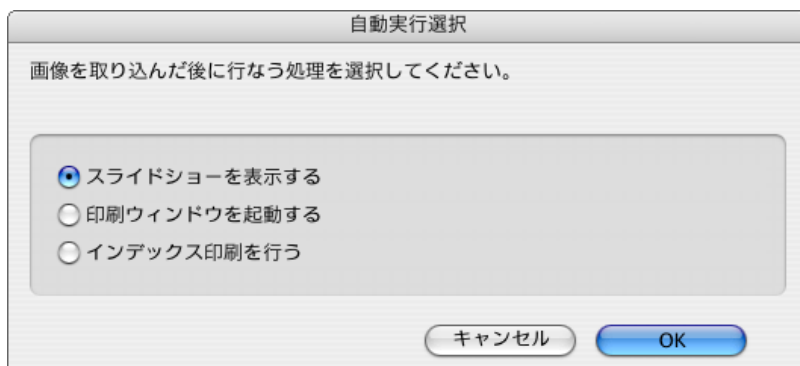 自動実行選択
画像を取り込んだ後に行なう処理を選択してください。
スライドショーを表示する
印刷ウィンドウを起動する
インデックス印刷を行う
キャンセル
OK